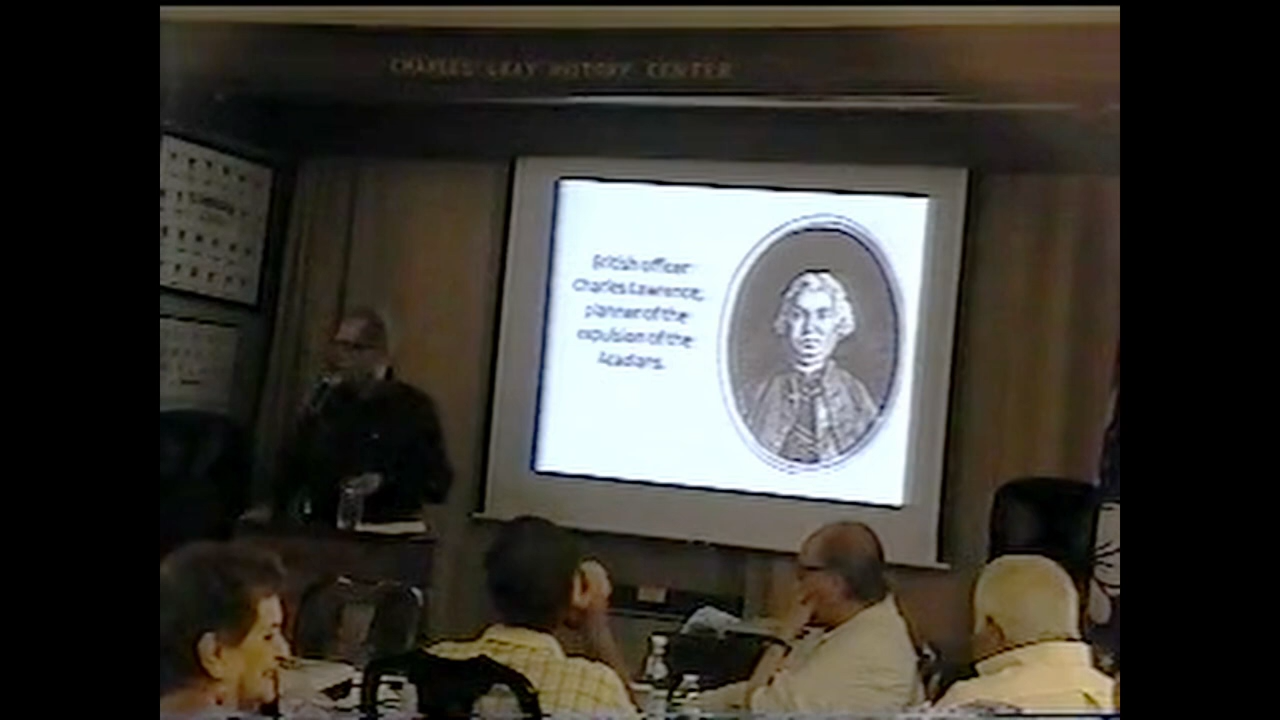 CHARLES GRAY HISTORY CENTER
British officer
Charles Lawrence,
planner of the
expulsion of the
Acadians.